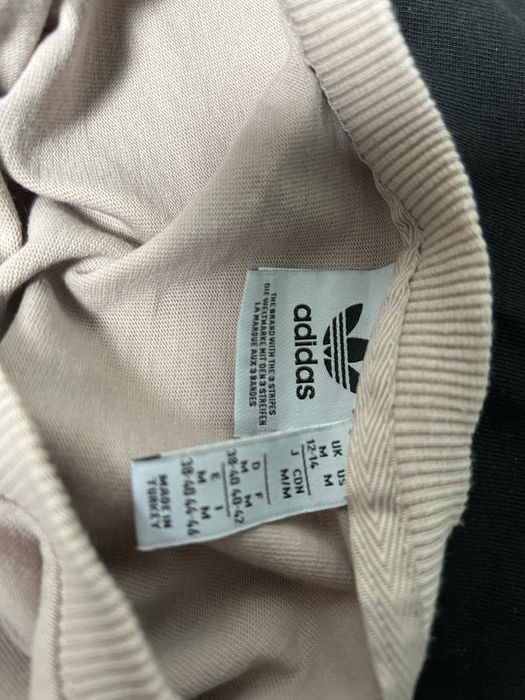 adidas
THE BRAND WITH THE 3 STRIPES
DIE WELTMARKE MIT DEN 3 STREIFEN
LA MARQUE AUX 3 BANDES
UK US
M M
12-14
J CDN
M/M
D F
M M
38-40 40-42
E I
M M
38-40 44-46
MADE IN
TURKEY